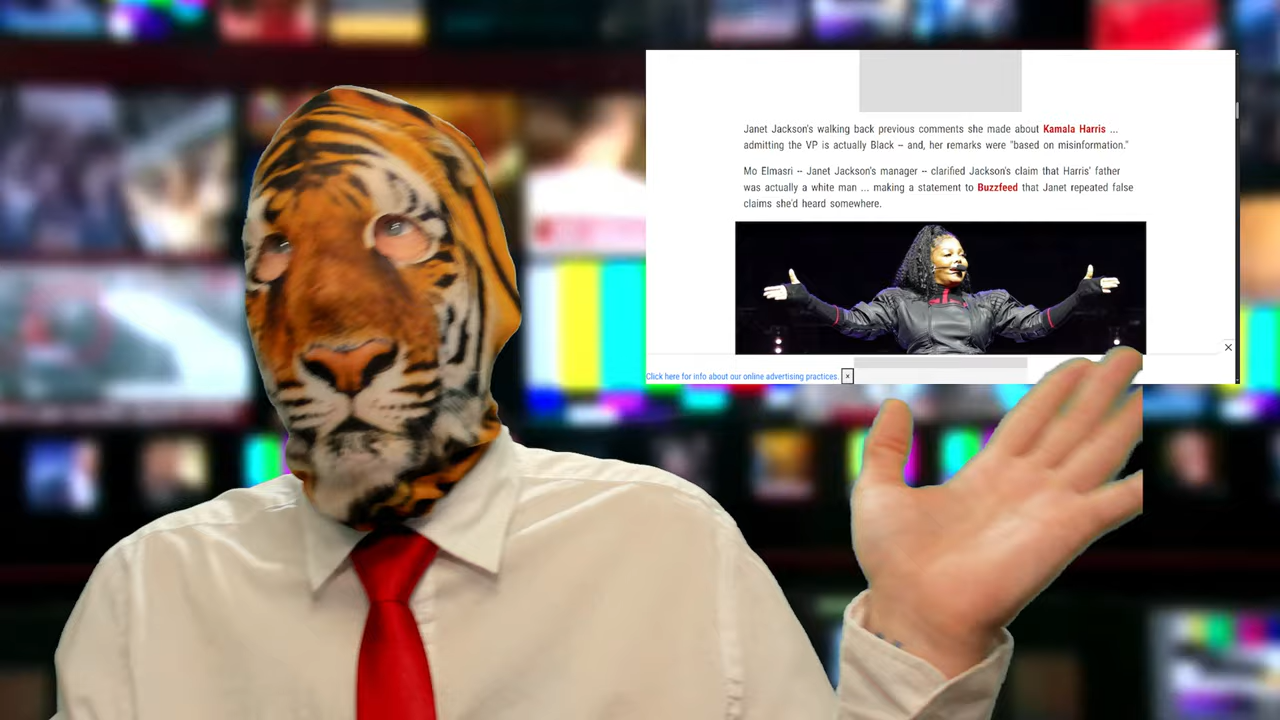 Janet Jackson's walking back previous comments she made about Kamala Harris ...
admitting the VP is actually Black – and, her remarks were "based on misinformation."
Mo Elmasri -- Janet Jackson's manager -- clarified Jackson's claim that Harris' father
was actually a white man ... making a statement to Buzzfeed that Janet repeated false
claims she'd heard somewhere.
Click here for info about our online advertising practices.